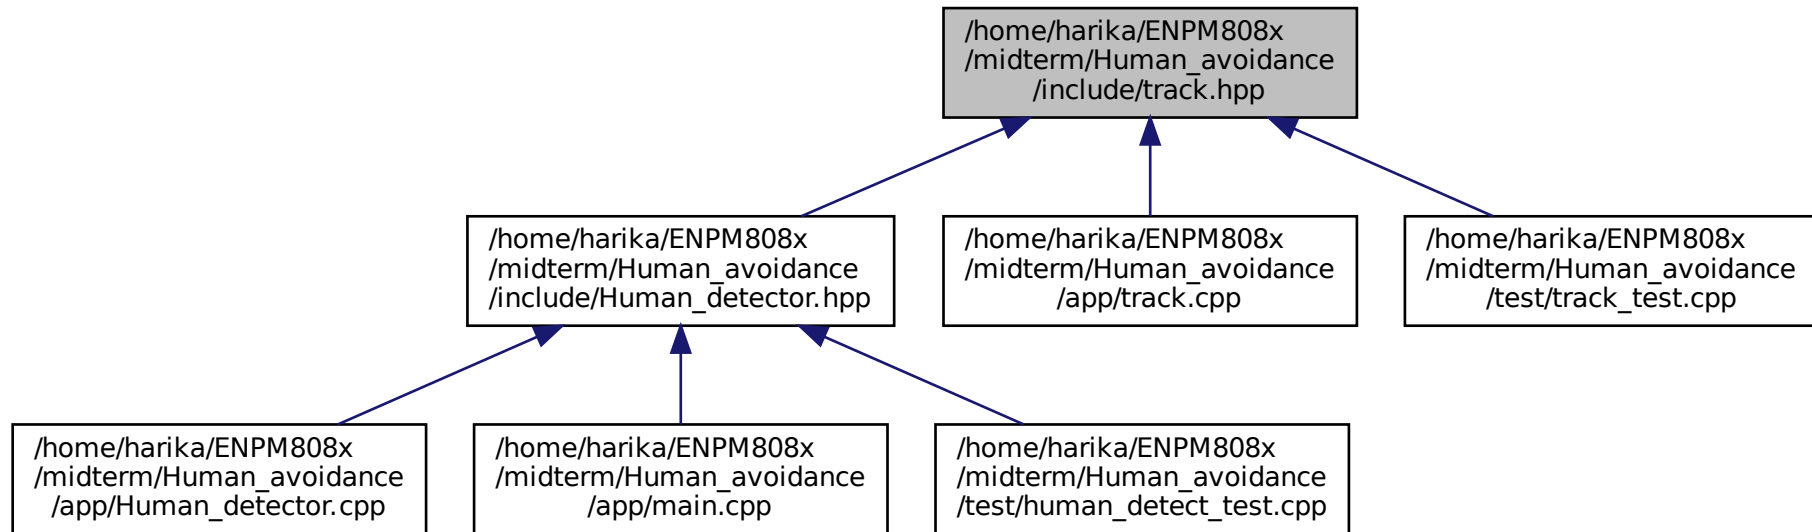 /home/harika/ENPM808x
/midterm/Human_avoidance
/include/track.hpp
/home/harika/ENPM808x
/midterm/Human_avoidance
/include/Human_detector.hpp
/home/harika/ENPM808x
/midterm/Human_avoidance
/app/track.cpp
/home/harika/ENPM808x
/midterm/Human_avoidance
/test/track_test.cpp
/home/harika/ENPM808x
/midterm/Human_avoidance
/app/Human_detector.cpp
/home/harika/ENPM808x
/midterm/Human_avoidance
/app/main.cpp
/home/harika/ENPM808x
/midterm/Human_avoidance
/test/human_detect_test.cpp